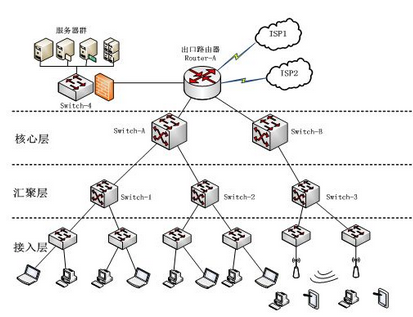 服务器群
出口路由器
Router-A
ISP1
ISP2
Switch-4
核心层
Switch-A
Switch-B
汇聚层
Switch-1
Switch-2
Switch-3
接入层